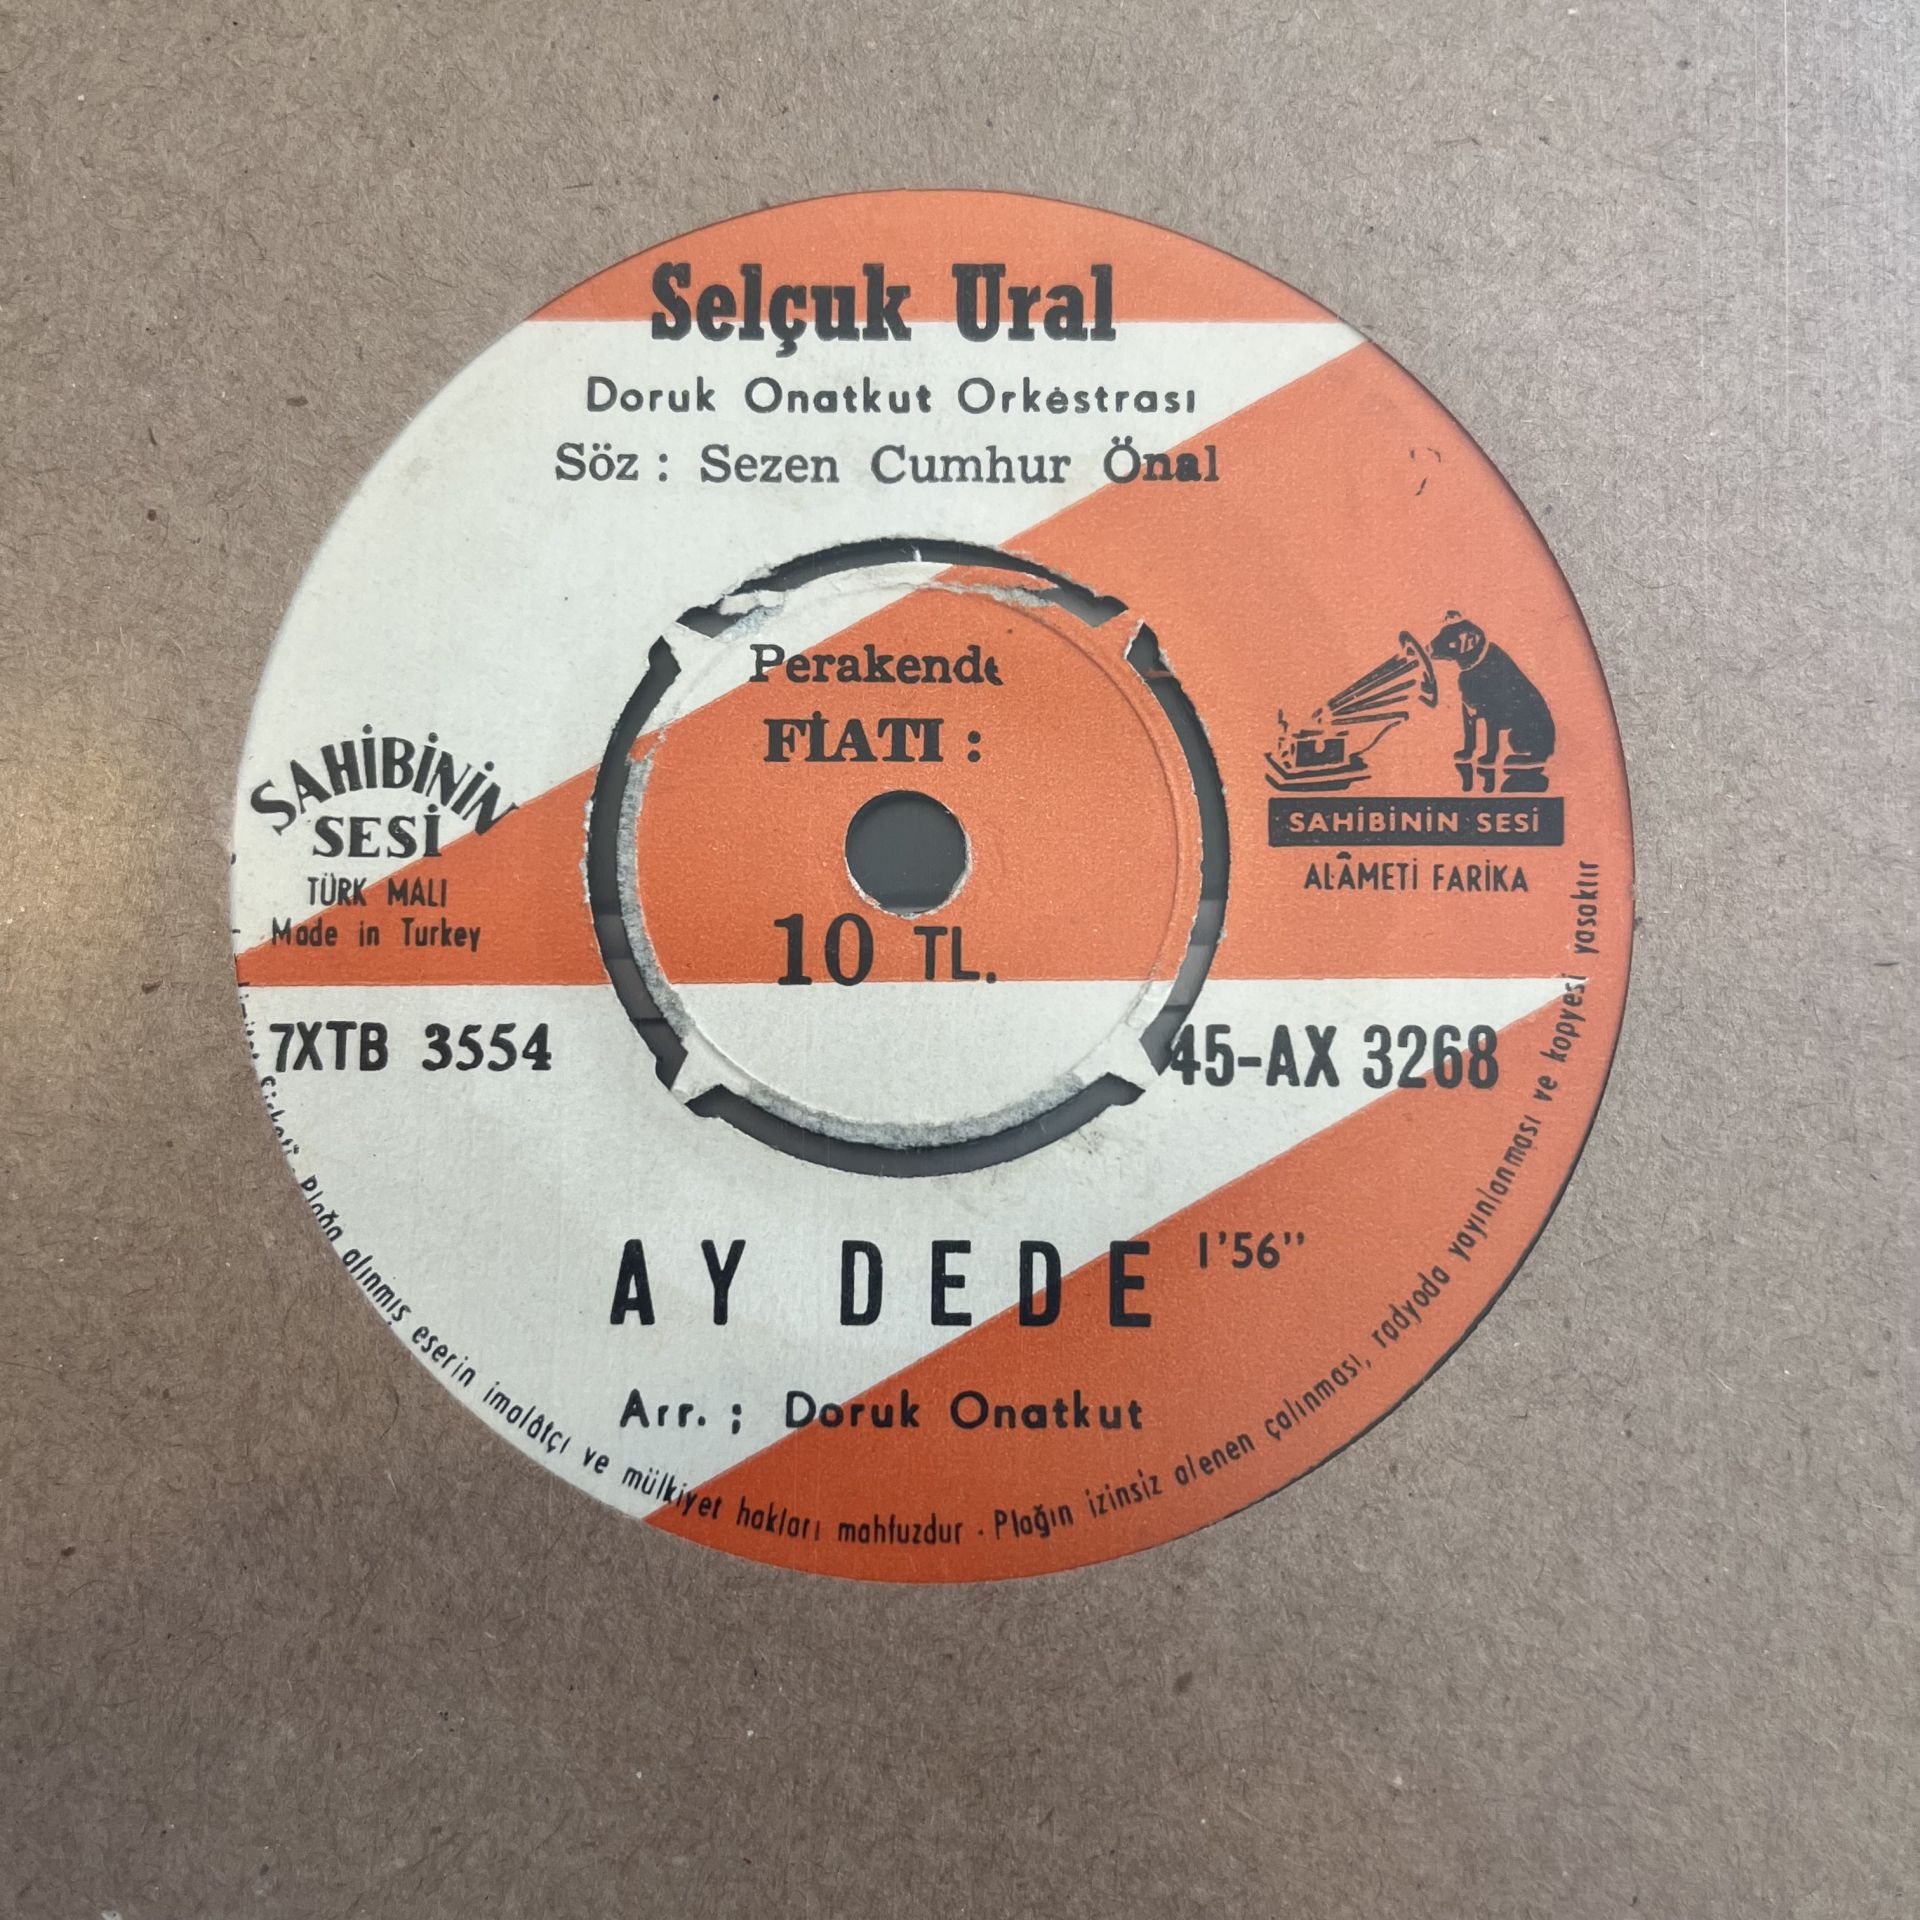 Selçuk Ural
Doruk Onatkut Orkestrası
Söz : Sezen Cumhur Önal
Perakende
FİATI :
10 TL.
SAHİBİNİN
SESİ
TÜRK MALI
Made in Turkey
SAHİBİNİN SESİ
ALÂMETİ FARİKA
7XTB 3554
45-AX 3268
AY DEDE 1'56"
Arr. ; Doruk Onatkut
Plağa alınmış eserin imalâtçı ve mülkiyet hakları mahfuzdur . Plağın izinsiz alenen çalınması, radyoda yayınlanması ve kopyesi yasaktır